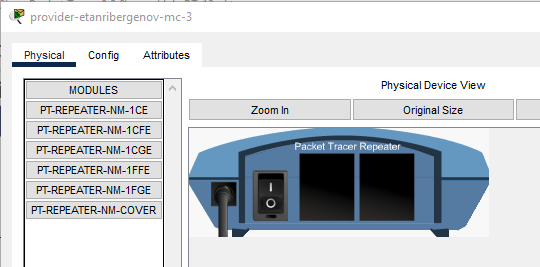 provider-etanribergenov-mc-3
Physical Config Attributes
MODULES
PT-REPEATER-NM-1CE
PT-REPEATER-NM-1CFE
PT-REPEATER-NM-1CGE
PT-REPEATER-NM-1FFE
PT-REPEATER-NM-1FGE
PT-REPEATER-NM-COVER
Physical Device View
Zoom In Original Size
Packet Tracer Repeater